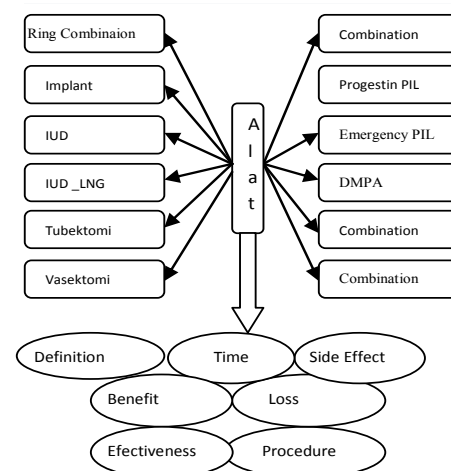 Ring Combinaion
Implant
IUD
IUD _LNG
Tubektomi
Vasektomi
Alat
Combination
Progestin PIL
Emergency PIL
DMPA
Combination
Combination
Definition
Time
Side Effect
Benefit
Loss
Efectiveness
Procedure